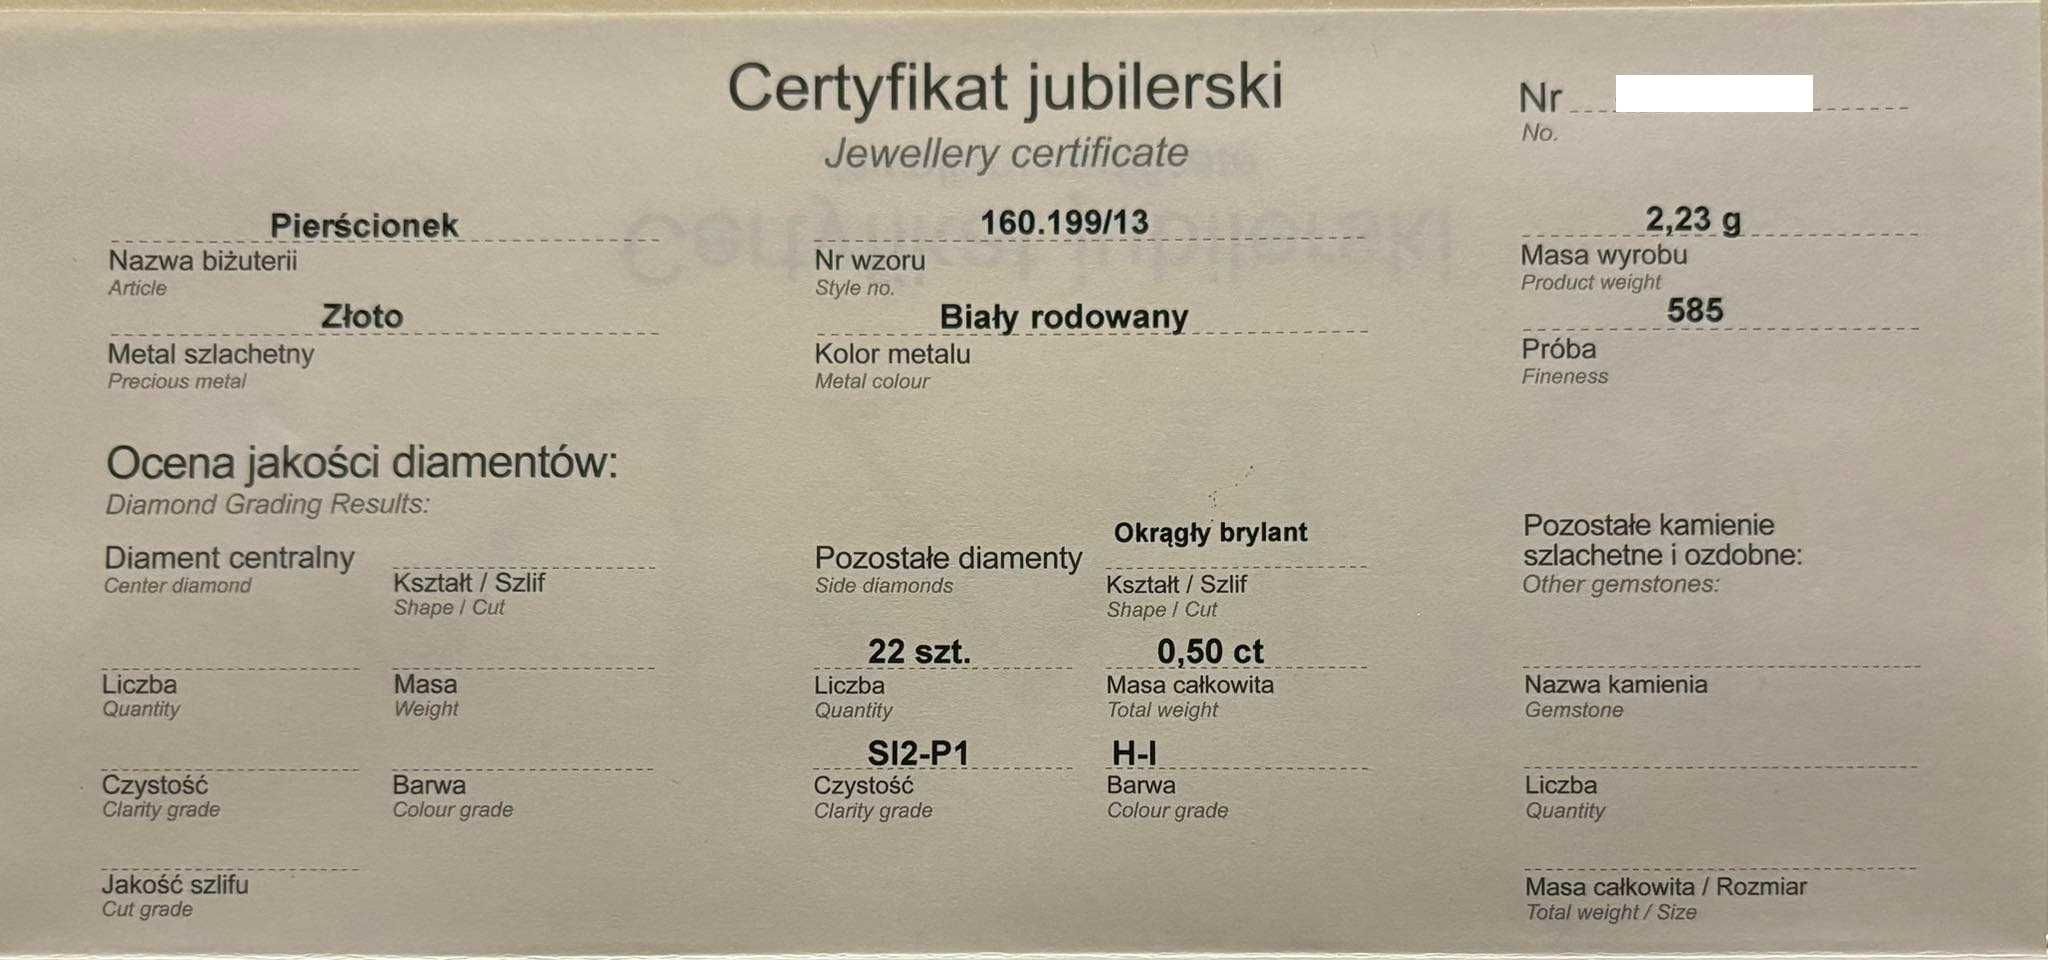 Certyfikat jubilerski
Jewellery certificate
Nr
No.
Pierścionek
Nazwa biżuterii
Article
160.199/13
Nr wzoru
Style no.
2,23 g
Masa wyrobu
Product weight
Złoto
Metal szlachetny
Precious metal
Biały rodowany
Kolor metalu
Metal colour
585
Próba
Fineness
Ocena jakości diamentów:
Diamond Grading Results:
Diament centralny
Center diamond
Kształt / Szlif
Shape / Cut
Liczba
Quantity
Masa
Weight
Czystość
Clarity grade
Barwa
Colour grade
Jakość szlifu
Cut grade
Pozostałe diamenty
Side diamonds
Okrągły brylant
Kształt / Szlif
Shape / Cut
22 szt.
Liczba
Quantity
0,50 ct
Masa całkowita
Total weight
SI2-P1
Czystość
Clarity grade
H-I
Barwa
Colour grade
Pozostałe kamienie
szlachetne i ozdobne:
Other gemstones:
Nazwa kamienia
Gemstone
Liczba
Quantity
Masa całkowita / Rozmiar
Total weight / Size